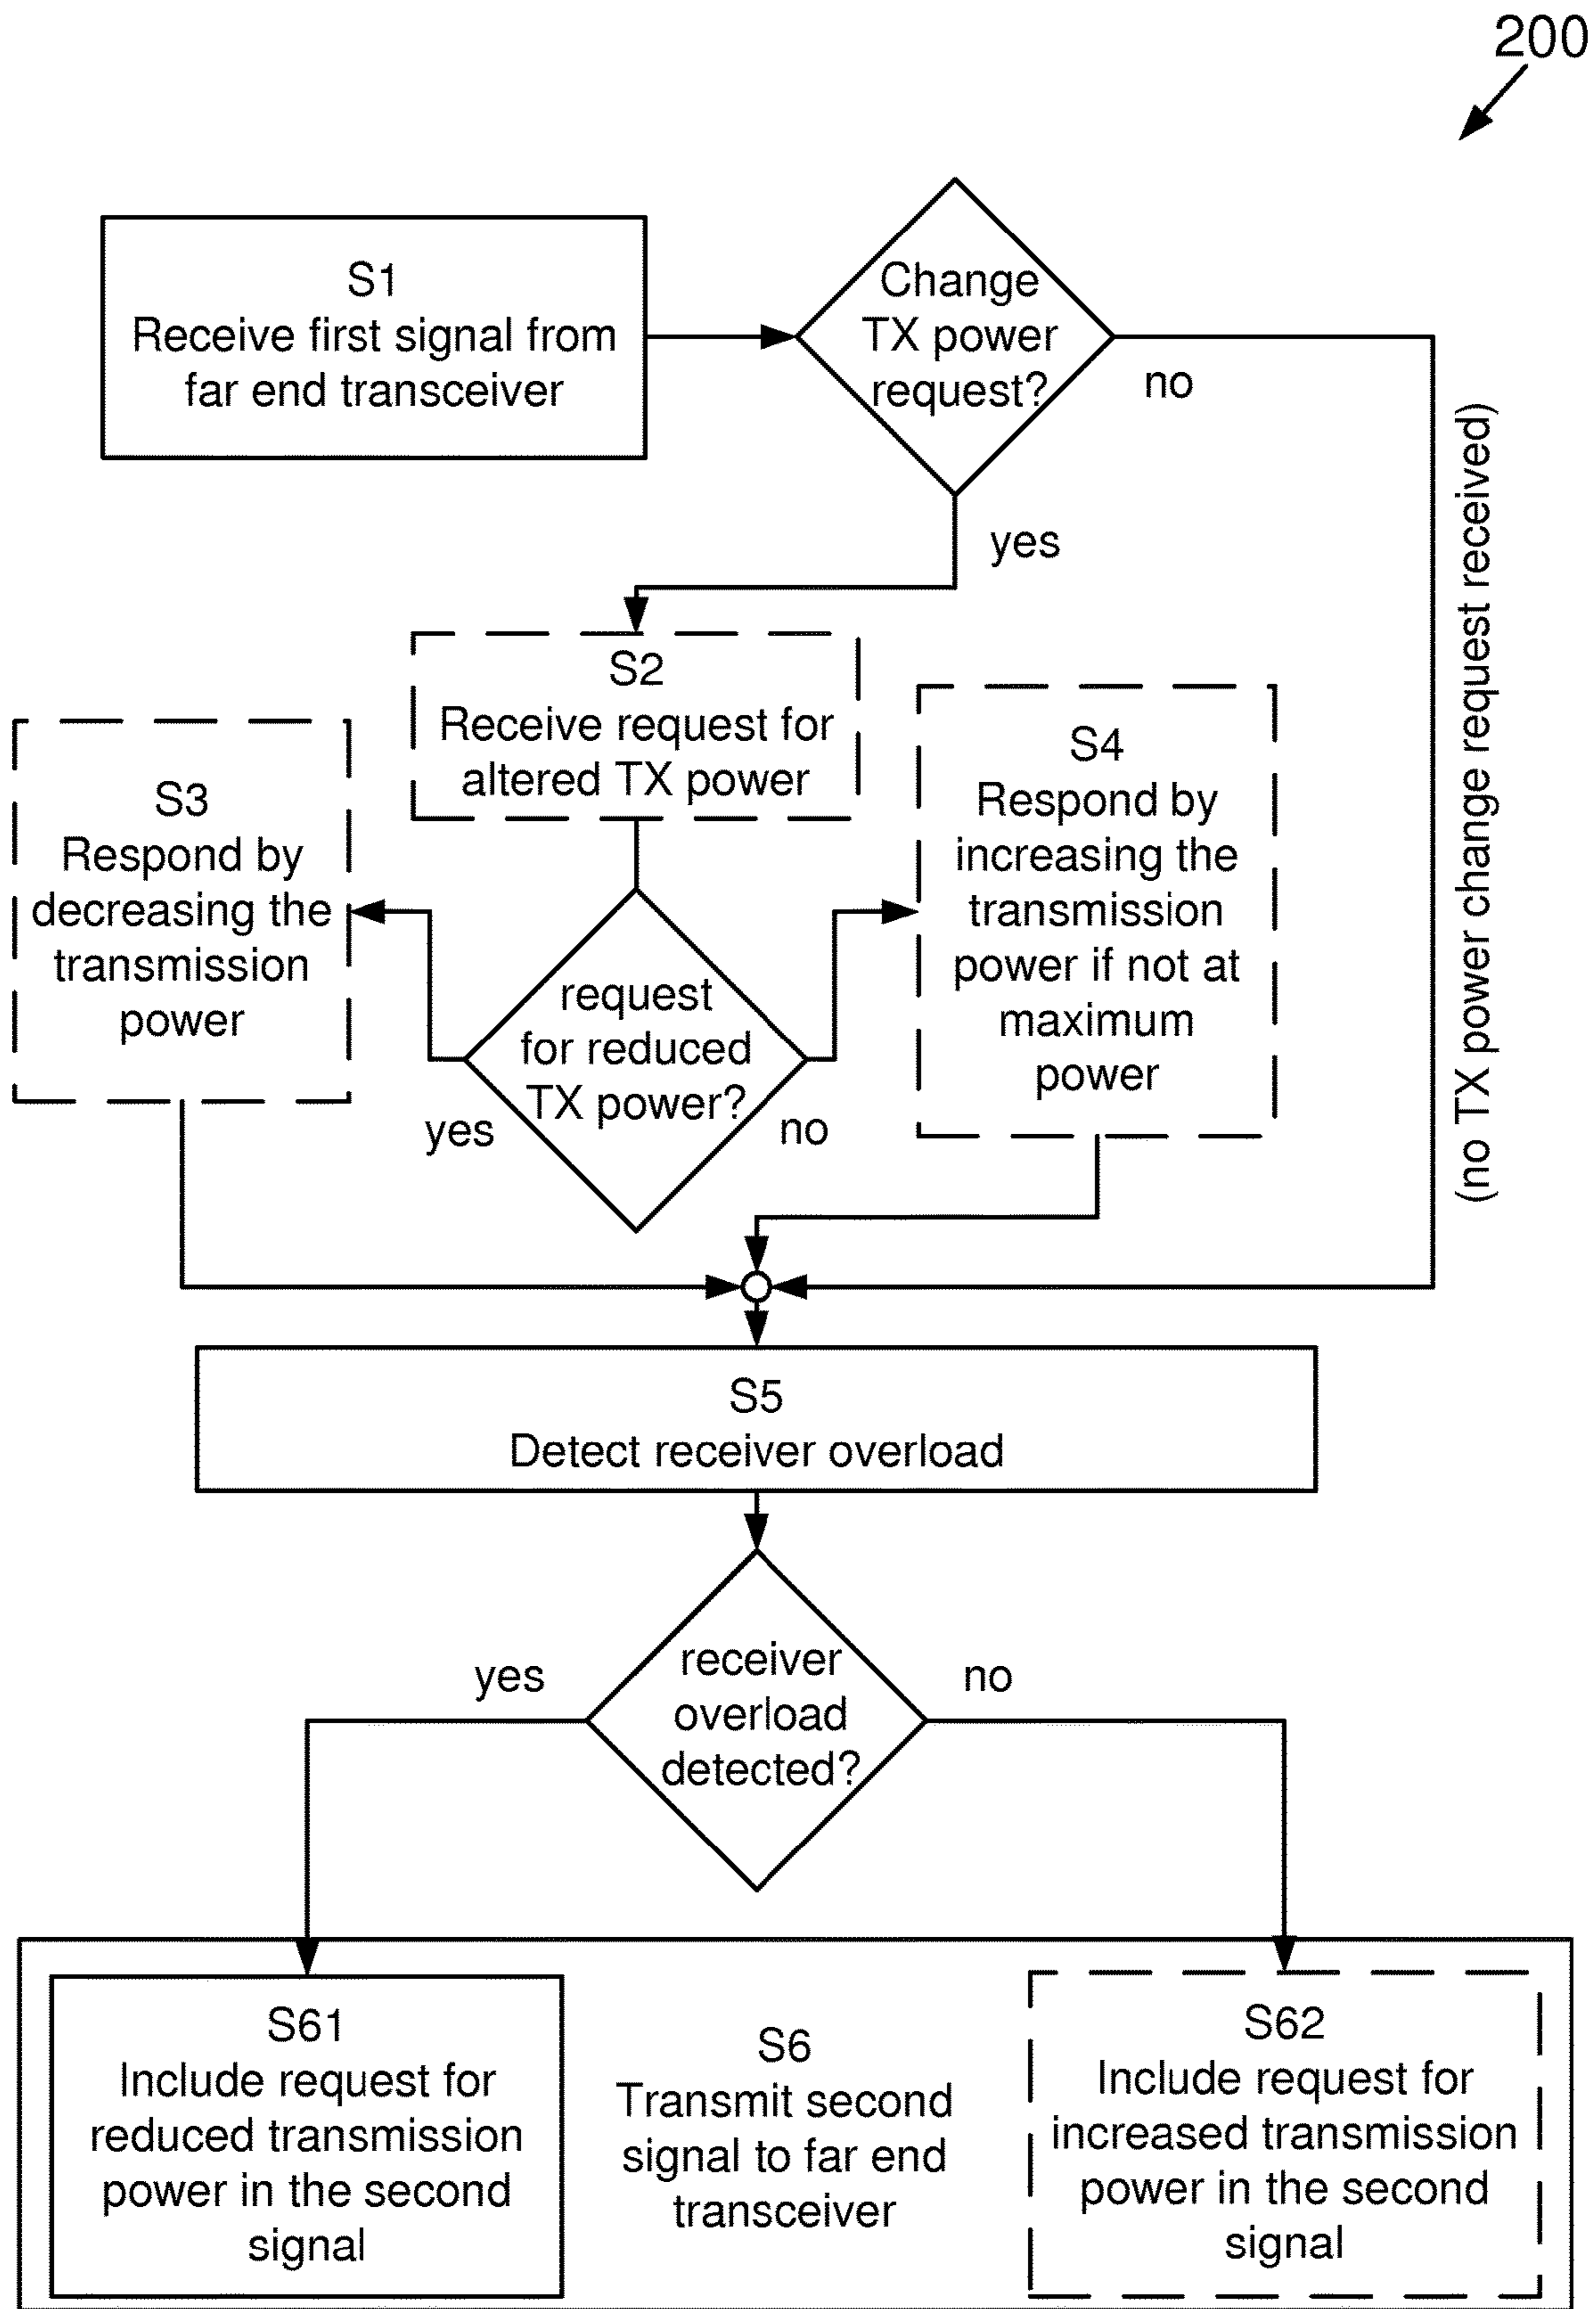 200
S1
Receive first signal from
far end transceiver
Change
TX power
request?
no
yes
(no TX power change request received)
S2
Receive request for
altered TX power
S3
Respond by
decreasing the
transmission
power
S4
Respond by
increasing the
transmission
power if not at
maximum
power
request
for reduced
TX power?
yes
no
S5
Detect receiver overload
receiver
overload
detected?
yes
no
S61
Include request for
reduced transmission
power in the second
signal
S6
Transmit second
signal to far end
transceiver
S62
Include request for
increased transmission
power in the second
signal